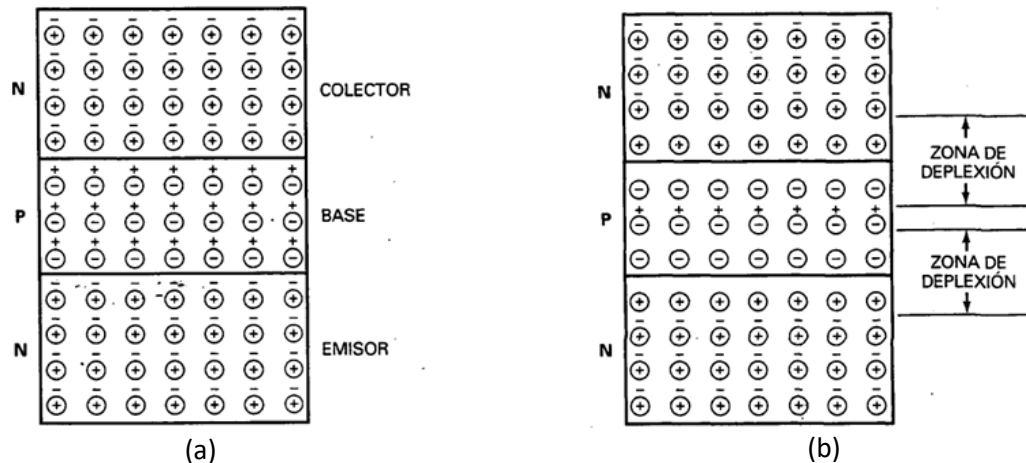 N
COLECTOR
P
BASE
N
EMISOR
(a)
N
ZONA DE
DEPLEXIÓN
P
ZONA DE
DEPLEXIÓN
N
(b)